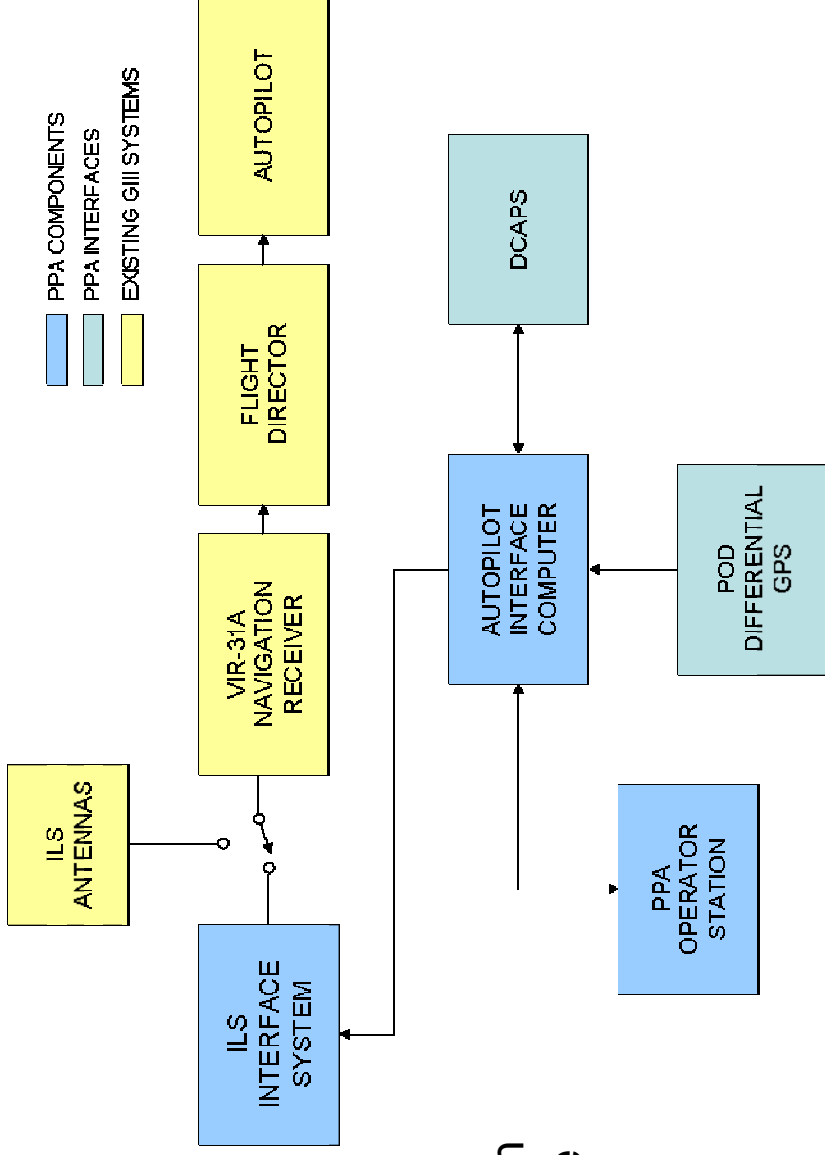 PPA COMPONENTS
PPA INTERFACES
EXISTING GIII SYSTEMS
ILS
ANTENNAS
ILS
INTERFACE
SYSTEM
VIR-31A
NAVIGATION
RECEIVER
FLIGHT
DIRECTOR
AUTOPILOT
AUTOPILOT
INTERFACE
COMPUTER
DCAPS
PPA
OPERATOR
STATION
POD
DIFFERENTIAL
GPS
n